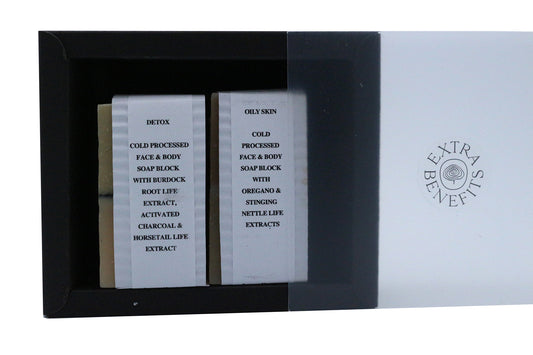 DETOX
COLD PROCESSED
FACE & BODY
SOAP BLOCK
WITH BURDOCK
ROOT LIFE
EXTRACT,
ACTIVATED
CHARCOAL &
HORSETAIL LIFE
EXTRACT
OILY SKIN
COLD
PROCESSED
FACE & BODY
SOAP BLOCK
WITH
OREGANO &
STINGING
NETTLE LIFE
EXTRACTS
EXTRA
BENEFITS